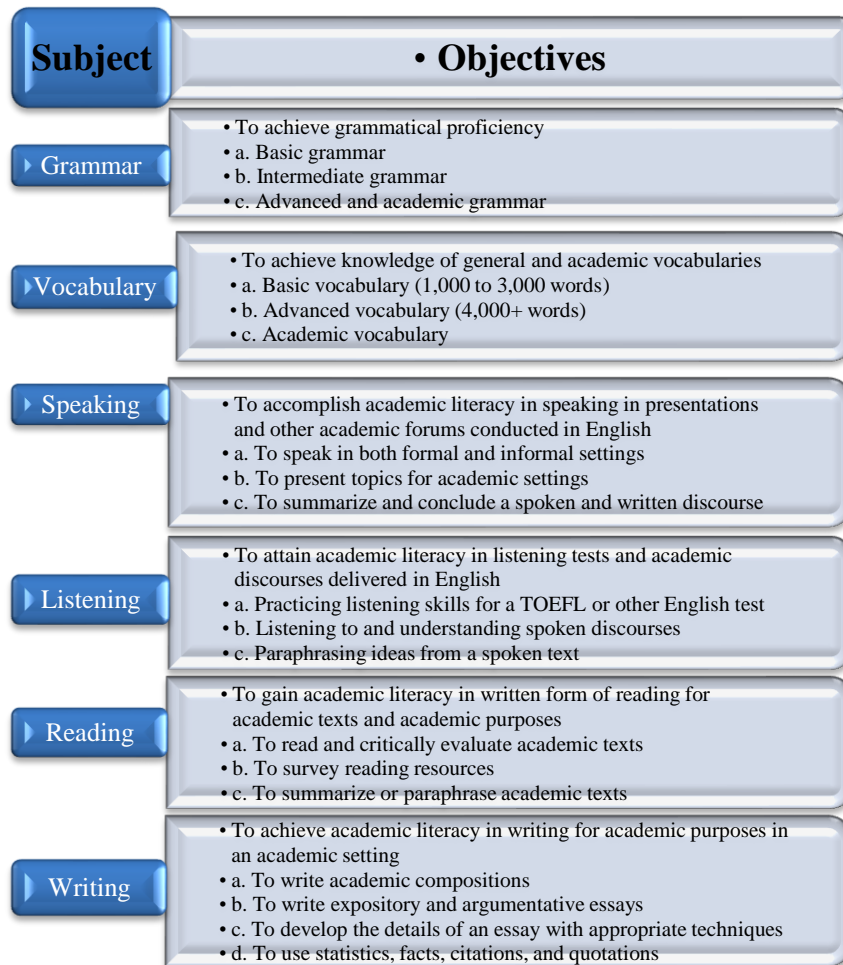 Subject
• Objectives
Grammar
• To achieve grammatical proficiency
• a. Basic grammar
• b. Intermediate grammar
• c. Advanced and academic grammar
Vocabulary
• To achieve knowledge of general and academic vocabularies
• a. Basic vocabulary (1,000 to 3,000 words)
• b. Advanced vocabulary (4,000+ words)
• c. Academic vocabulary
Speaking
• To accomplish academic literacy in speaking in presentations
and other academic forums conducted in English
• a. To speak in both formal and informal settings
• b. To present topics for academic settings
• c. To summarize and conclude a spoken and written discourse
Listening
• To attain academic literacy in listening tests and academic
discourses delivered in English
• a. Practicing listening skills for a TOEFL or other English test
• b. Listening to and understanding spoken discourses
• c. Paraphrasing ideas from a spoken text
Reading
• To gain academic literacy in written form of reading for
academic texts and academic purposes
• a. To read and critically evaluate academic texts
• b. To survey reading resources
• c. To summarize or paraphrase academic texts
Writing
• To achieve academic literacy in writing for academic purposes in
an academic setting
• a. To write academic compositions
• b. To write expository and argumentative essays
• c. To develop the details of an essay with appropriate techniques
• d. To use statistics, facts, citations, and quotations